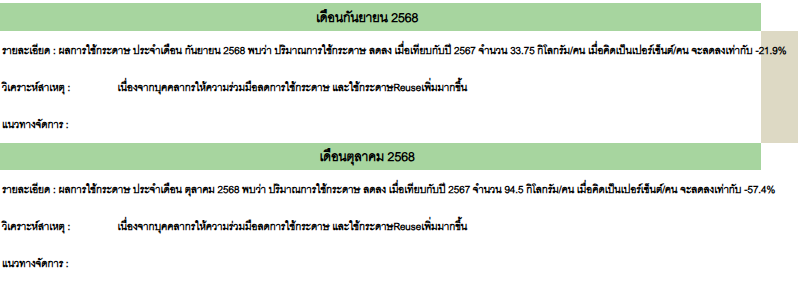 เดือนกันยายน 2568
รายละเอียด : ผลการใช้กระดาษ ประจำเดือน กันยายน 2568 พบว่า ปริมาณการใช้กระดาษ ลดลง เมื่อเทียบกับปี 2567 จำนวน 33.75 กิโลกรัม/คน เมื่อคิดเป็นเปอร์เซ็นต์/คน จะลดลงเท่ากับ -21.9%
วิเคราะห์สาเหตุ : เนื่องจากบุคคลากรให้ความร่วมมือลดการใช้กระดาษ และใช้กระดาษReuseเพิ่มมากขึ้น
แนวทางจัดการ :
เดือนตุลาคม 2568
รายละเอียด : ผลการใช้กระดาษ ประจำเดือน ตุลาคม 2568 พบว่า ปริมาณการใช้กระดาษ ลดลง เมื่อเทียบกับปี 2567 จำนวน 94.5 กิโลกรัม/คน เมื่อคิดเป็นเปอร์เซ็นต์/คน จะลดลงเท่ากับ -57.4%
วิเคราะห์สาเหตุ : เนื่องจากบุคคลากรให้ความร่วมมือลดการใช้กระดาษ และใช้กระดาษReuseเพิ่มมากขึ้น
แนวทางจัดการ :